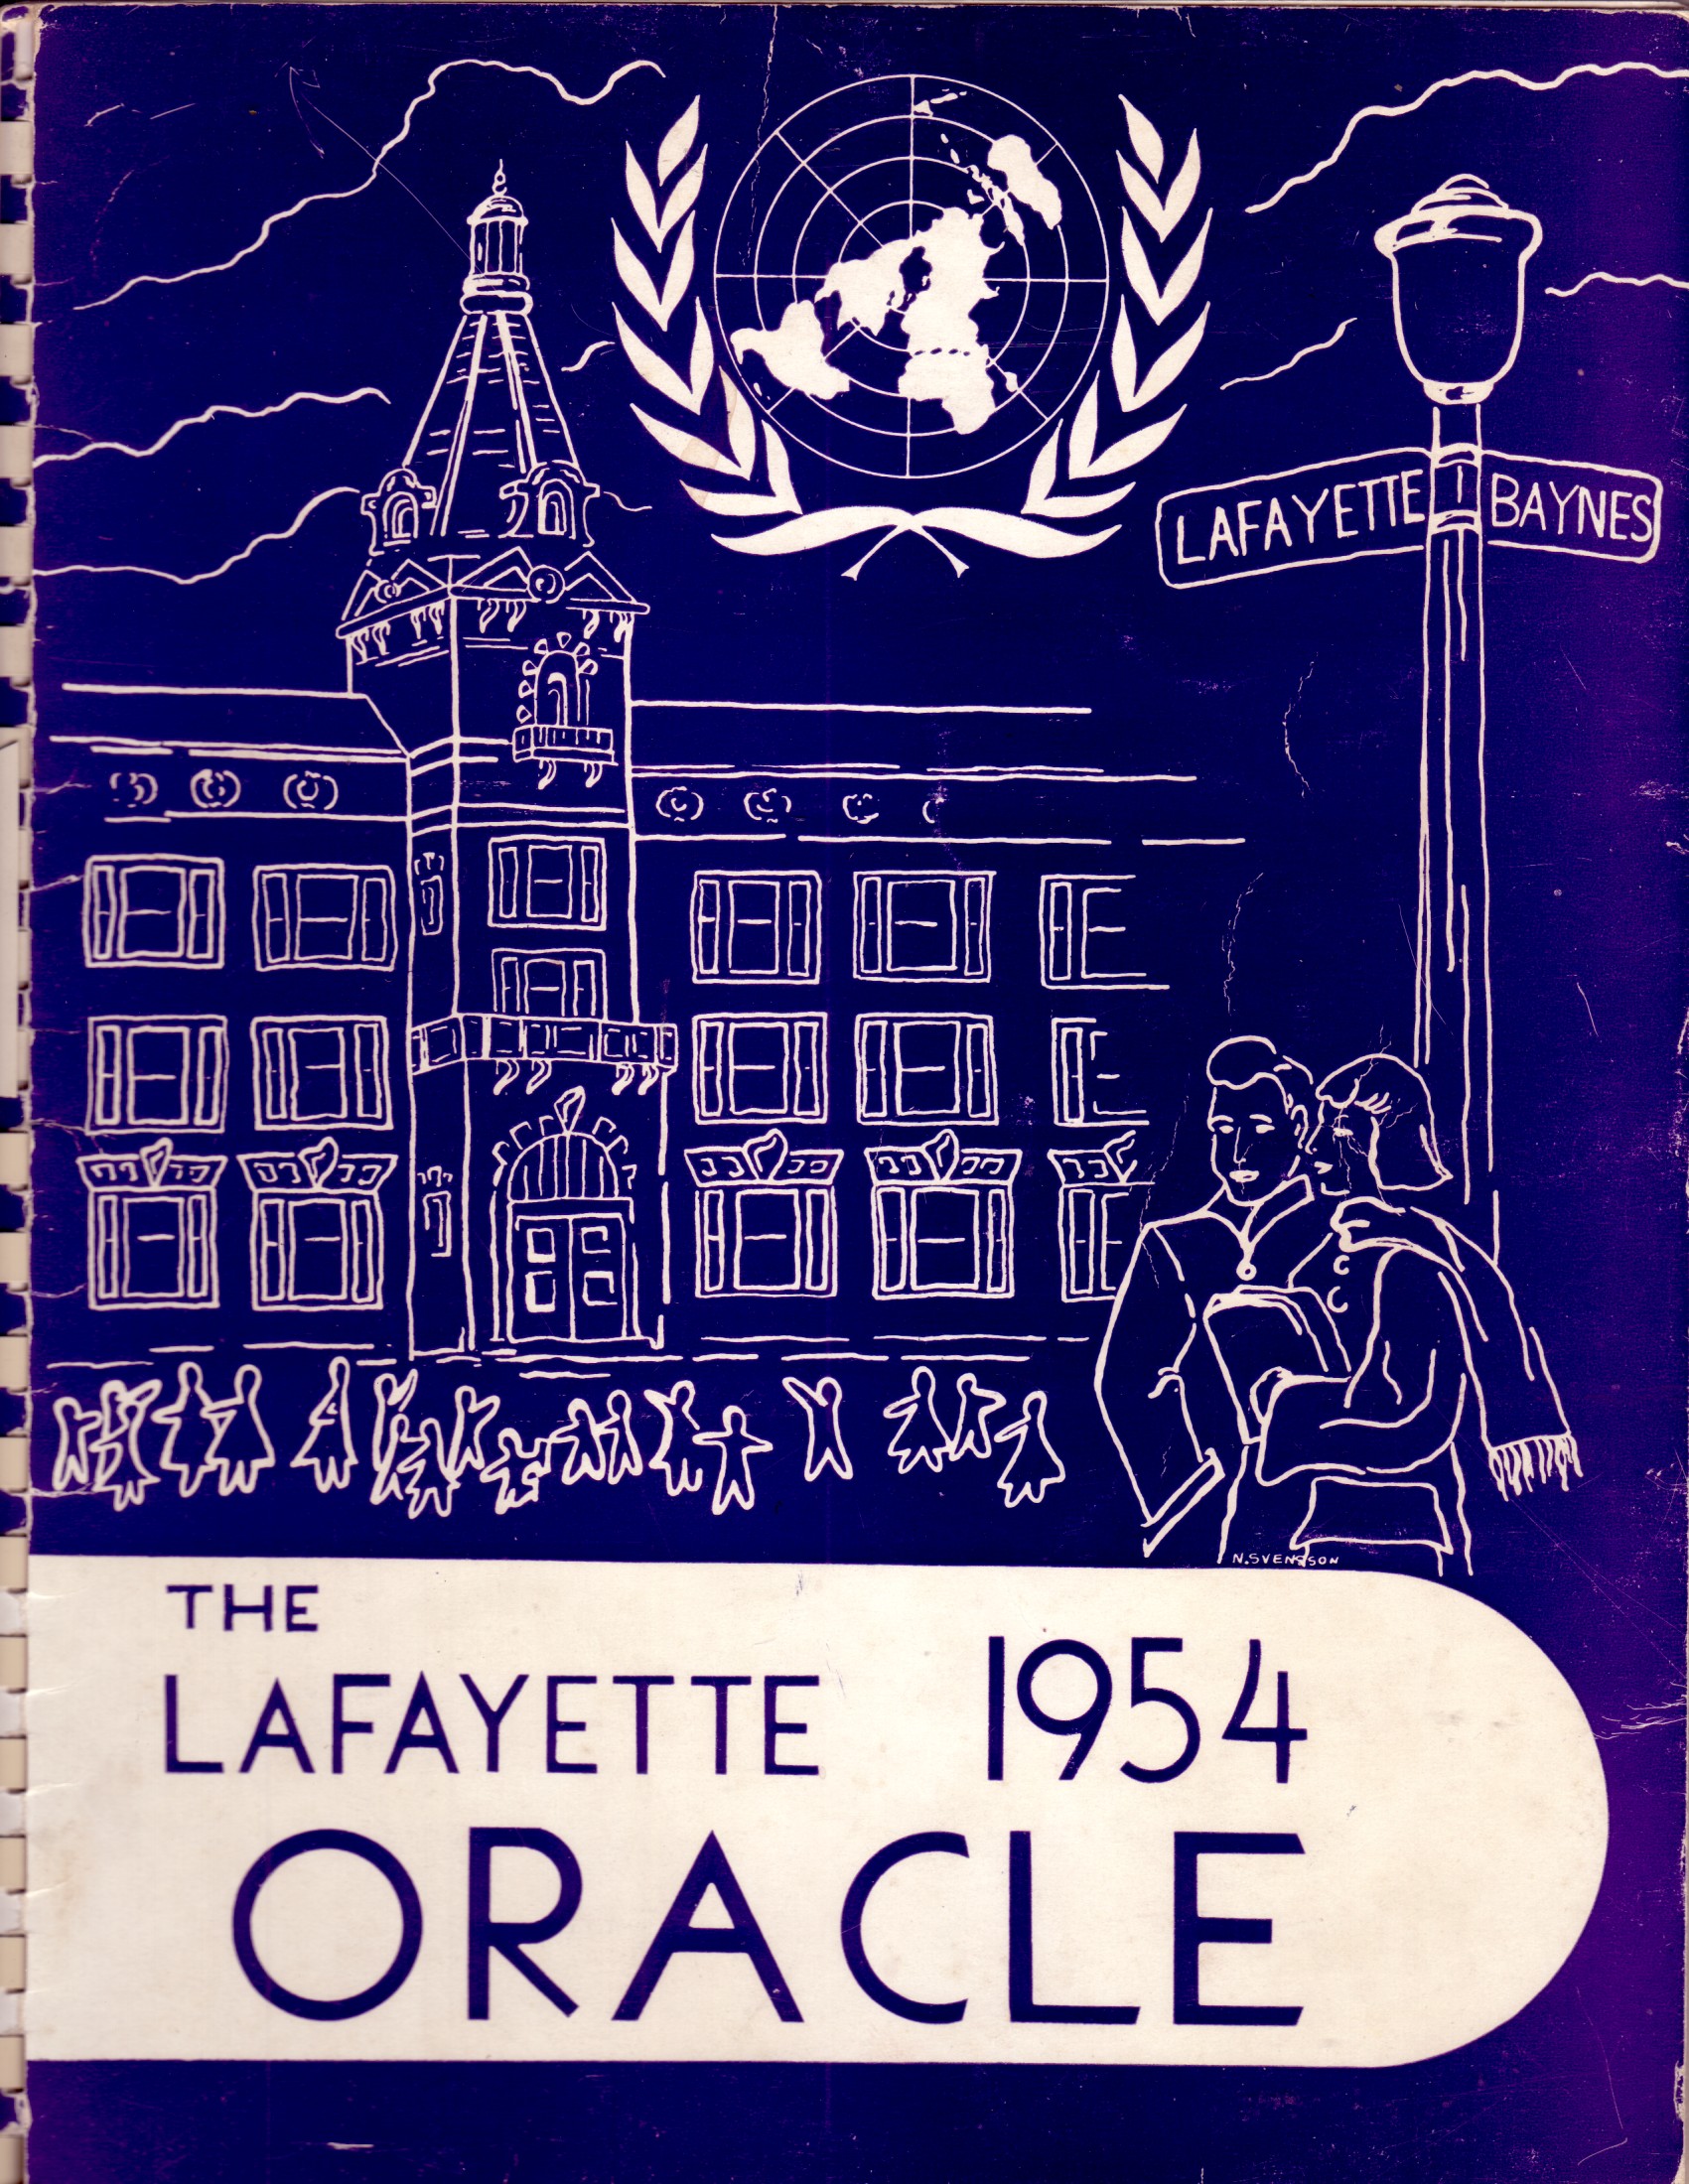 LAFAYETTE BAYNES
N. SVENSSON
THE
LAFAYETTE 1954
ORACLE